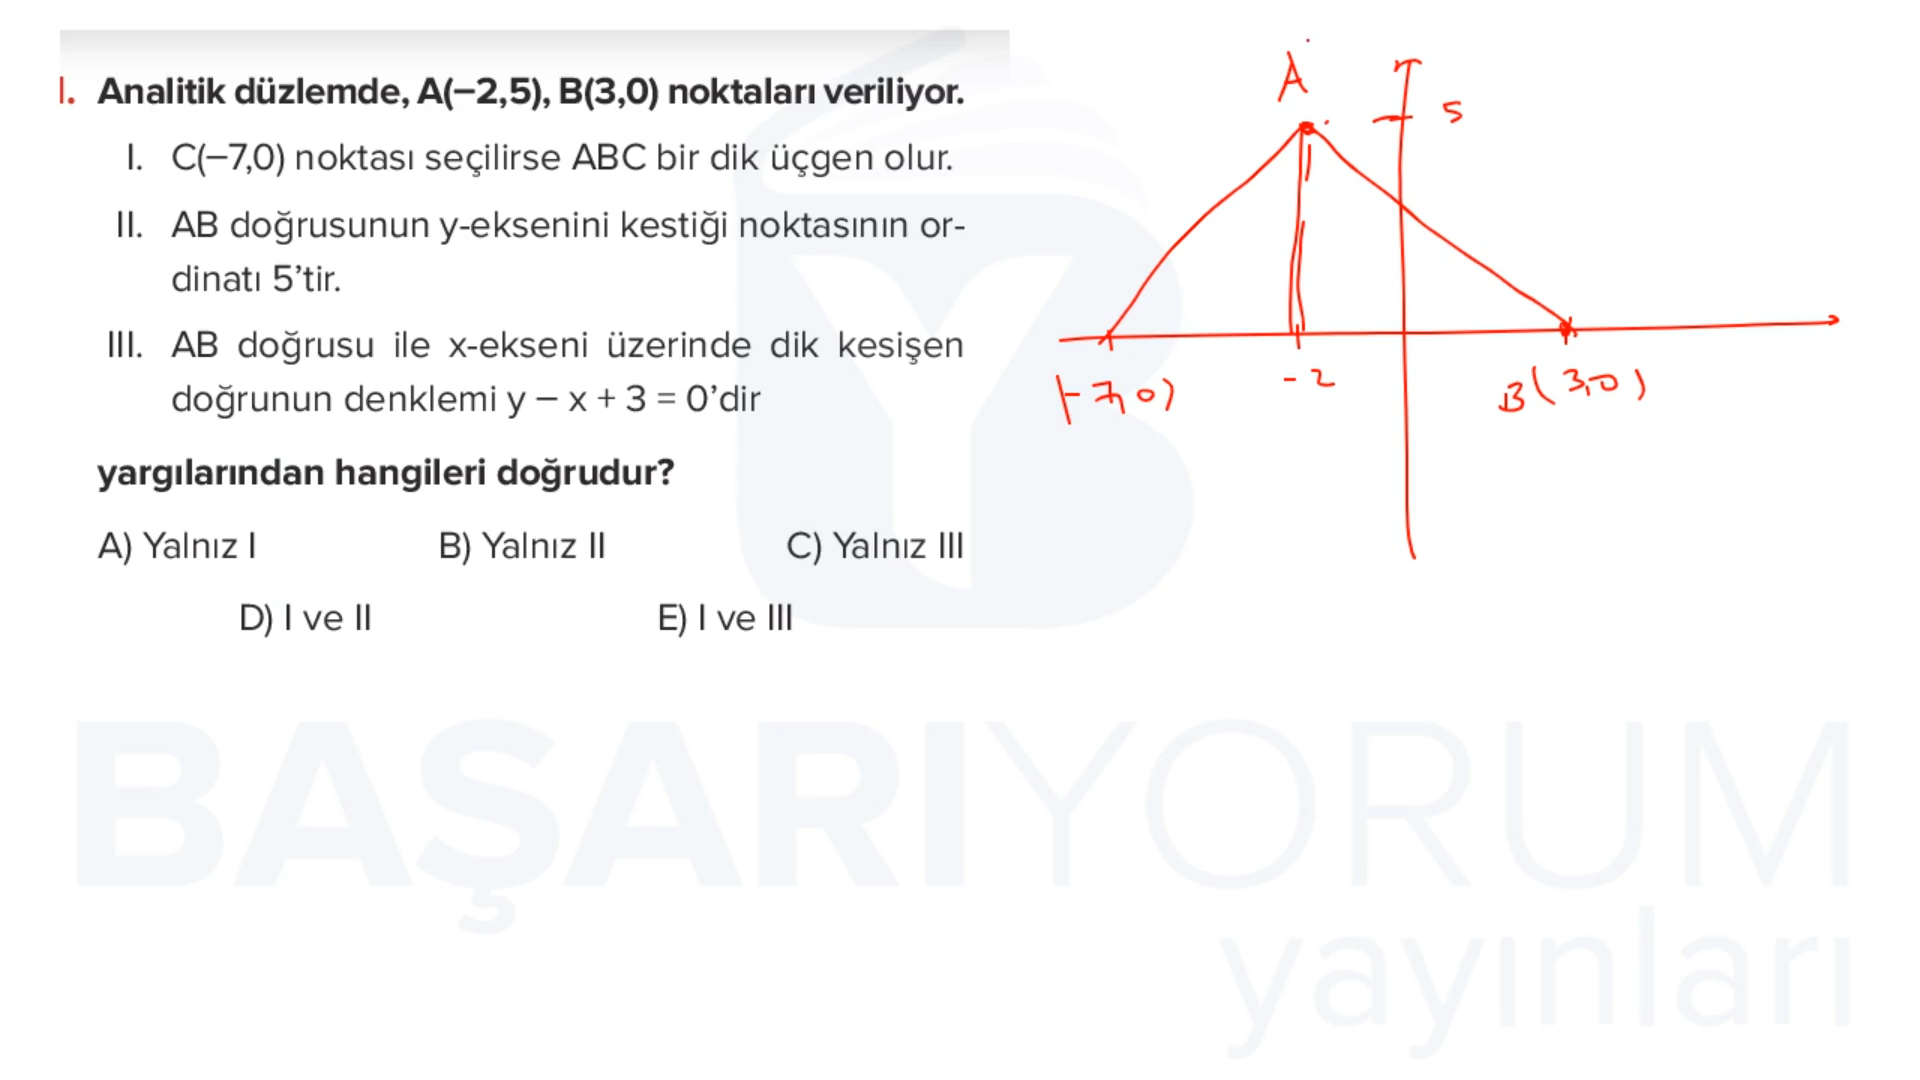 1. Analitik düzlemde, A(−2,5), B(3,0) noktaları veriliyor.
I. C(−7,0) noktası seçilirse ABC bir dik üçgen olur.
II. AB doğrusunun y-eksenini kestiği noktasının or-
dinatı 5’tir.
III. AB doğrusu ile x-ekseni üzerinde dik kesişen
doğrunun denklemi y − x + 3 = 0’dir
yargılarından hangileri doğrudur?
A) Yalnız I B) Yalnız II C) Yalnız III
D) I ve II E) I ve III
A
5
(-7,0) -2 B(3,0)
BAŞARIYORUM
yayınları